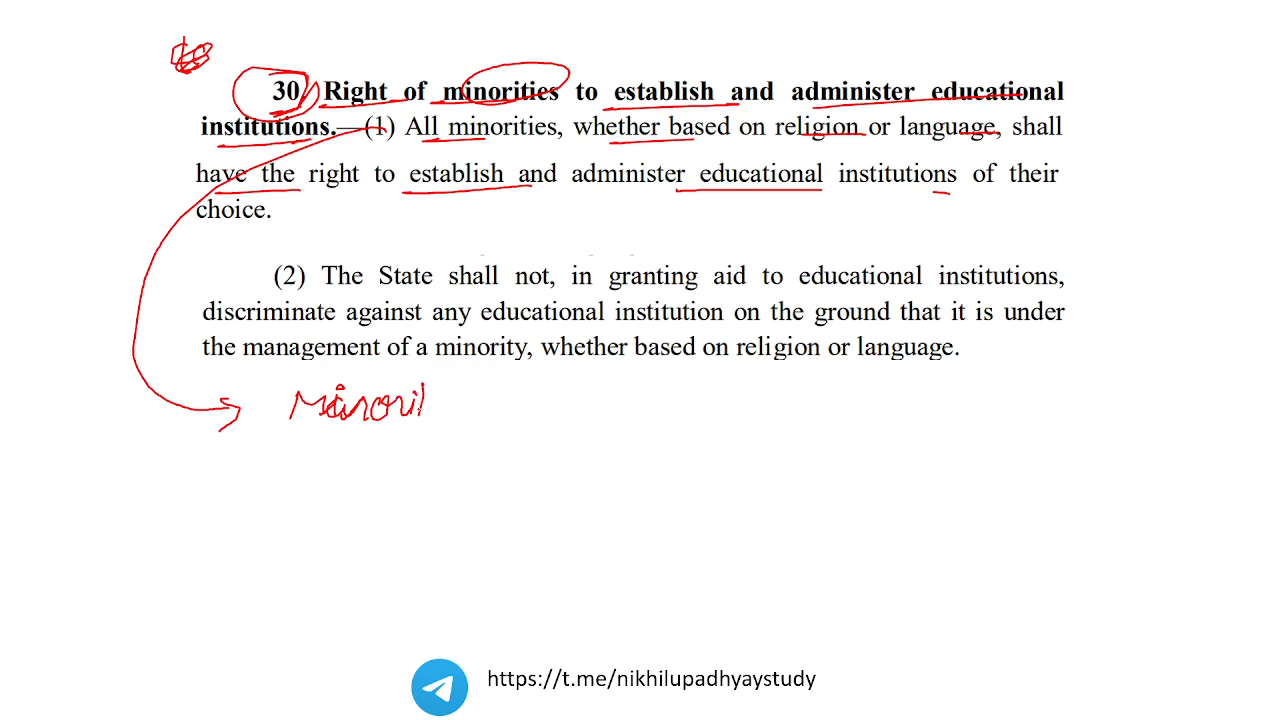 30. Right of minorities to establish and administer educational
institutions.—(1) All minorities, whether based on religion or language, shall
have the right to establish and administer educational institutions of their
choice.
(2) The State shall not, in granting aid to educational institutions,
discriminate against any educational institution on the ground that it is under
the management of a minority, whether based on religion or language.
Minorit
https://t.me/nikhilupadhyaystudy